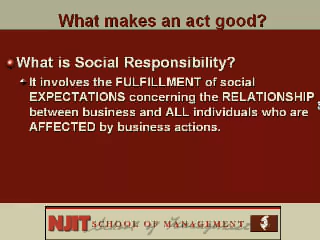 What makes an act good?
What is Social Responsibility?
It involves the FULFILLMENT of social
EXPECTATIONS concerning the RELATIONSHIP
between business and ALL individuals who are
AFFECTED by business actions.
NJIT SCHOOL OF MANAGEMENT